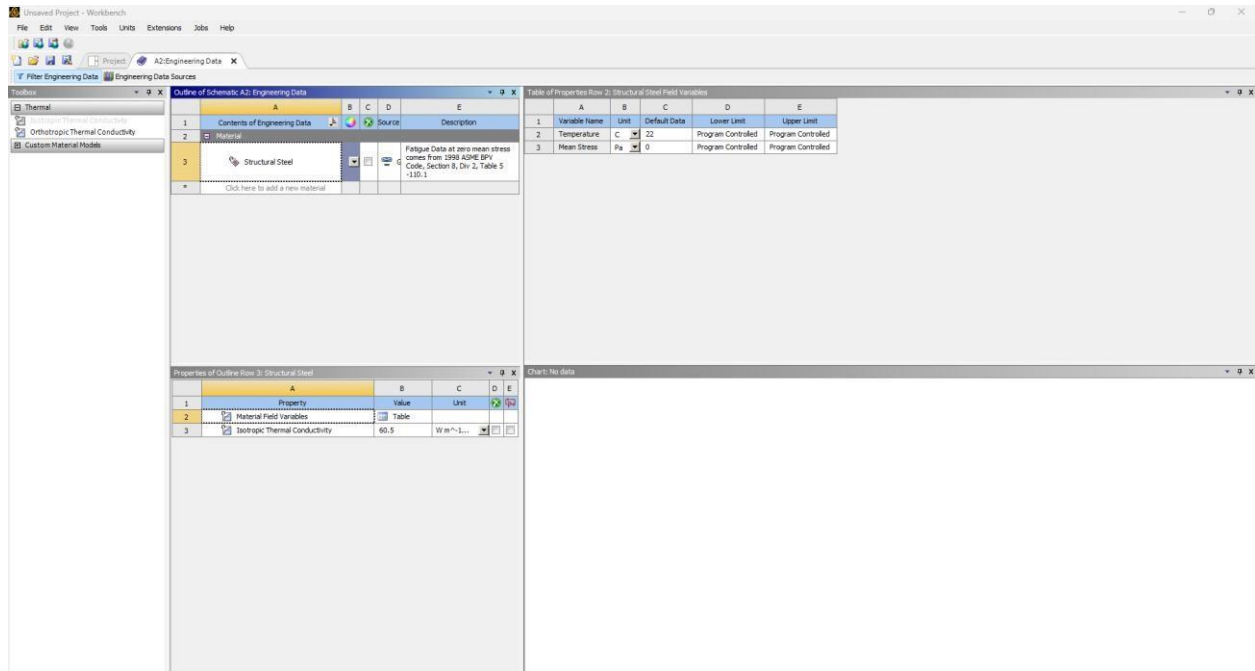 Unsaved Project - Workbench
File Edit View Tools Units Extensions Jobs Help
Project A2:Engineering Data X
Filter Engineering Data Engineering Data Sources
Toolbox
Thermal
Isotropic Thermal Conductivity
Orthotropic Thermal Conductivity
Custom Material Models
Outline of Schematic A2: Engineering Data
A B C D E
1 Contents of Engineering Data Source Description
2 Material
3 Structural Steel
Fatigue Data at zero mean stress
comes from 1998 ASME BPV
Code, Section 8, Div 2, Table 5
-110.1
* Click here to add a new material
Table of Properties Row 2: Structural Steel Field Variables
A B C D E
1 Variable Name Unit Default Data Lower Limit Upper Limit
2 Temperature C 22 Program Controlled Program Controlled
3 Mean Stress Pa 0 Program Controlled Program Controlled
Properties of Outline Row 3: Structural Steel
A B C D E
1 Property Value Unit
2 Material Field Variables Table
3 Isotropic Thermal Conductivity 60.5 W m^-1...
Chart: No data